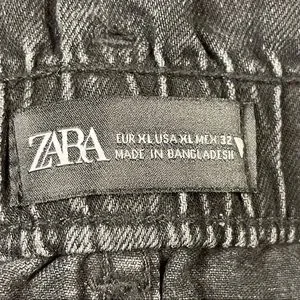 ZARA
EUR XL USA XL MEX 32
MADE IN BANGLADESH